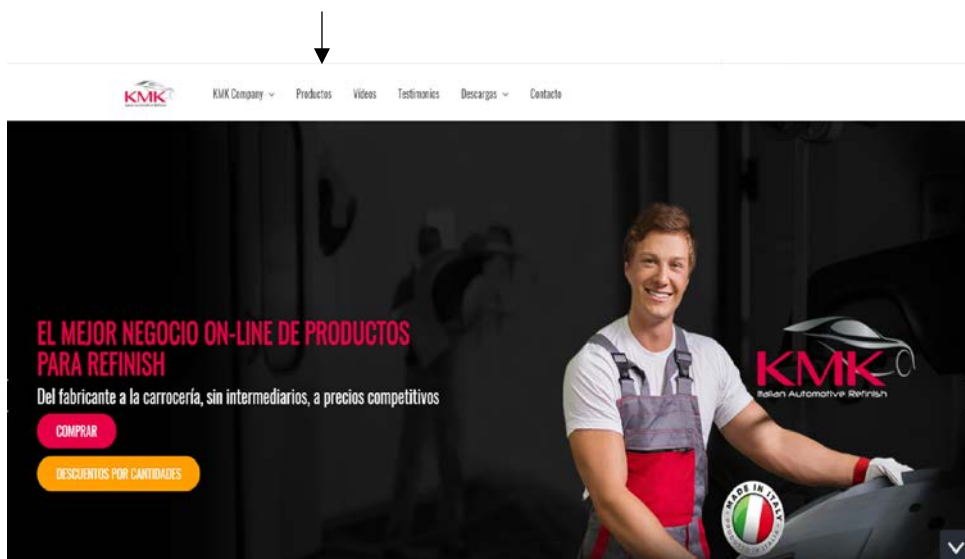 KMK
KMK Company
Productos
Vídeos
Testimonios
Descargas
Contacto
EL MEJOR NEGOCIO ON-LINE DE PRODUCTOS
PARA REFINISH
Del fabricante a la carrocería, sin intermediarios, a precios competitivos
COMPRAR
DESCUENTOS POR CANTIDADES
KMK
Italian Automotive Refinish
MADE IN ITALY